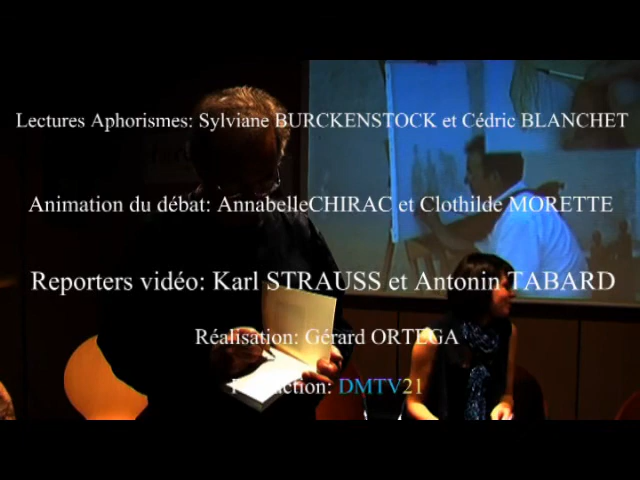 Lectures Aphorismes: Sylviane BURCKENSTOCK et Cédric BLANCHET
Animation du débat: AnnabelleCHIRAC et Clothilde MORETTE
Reporters vidéo: Karl STRAUSS et Antonin TABARD
Réalisation: Gérard ORTEGA
Production: DMTV21